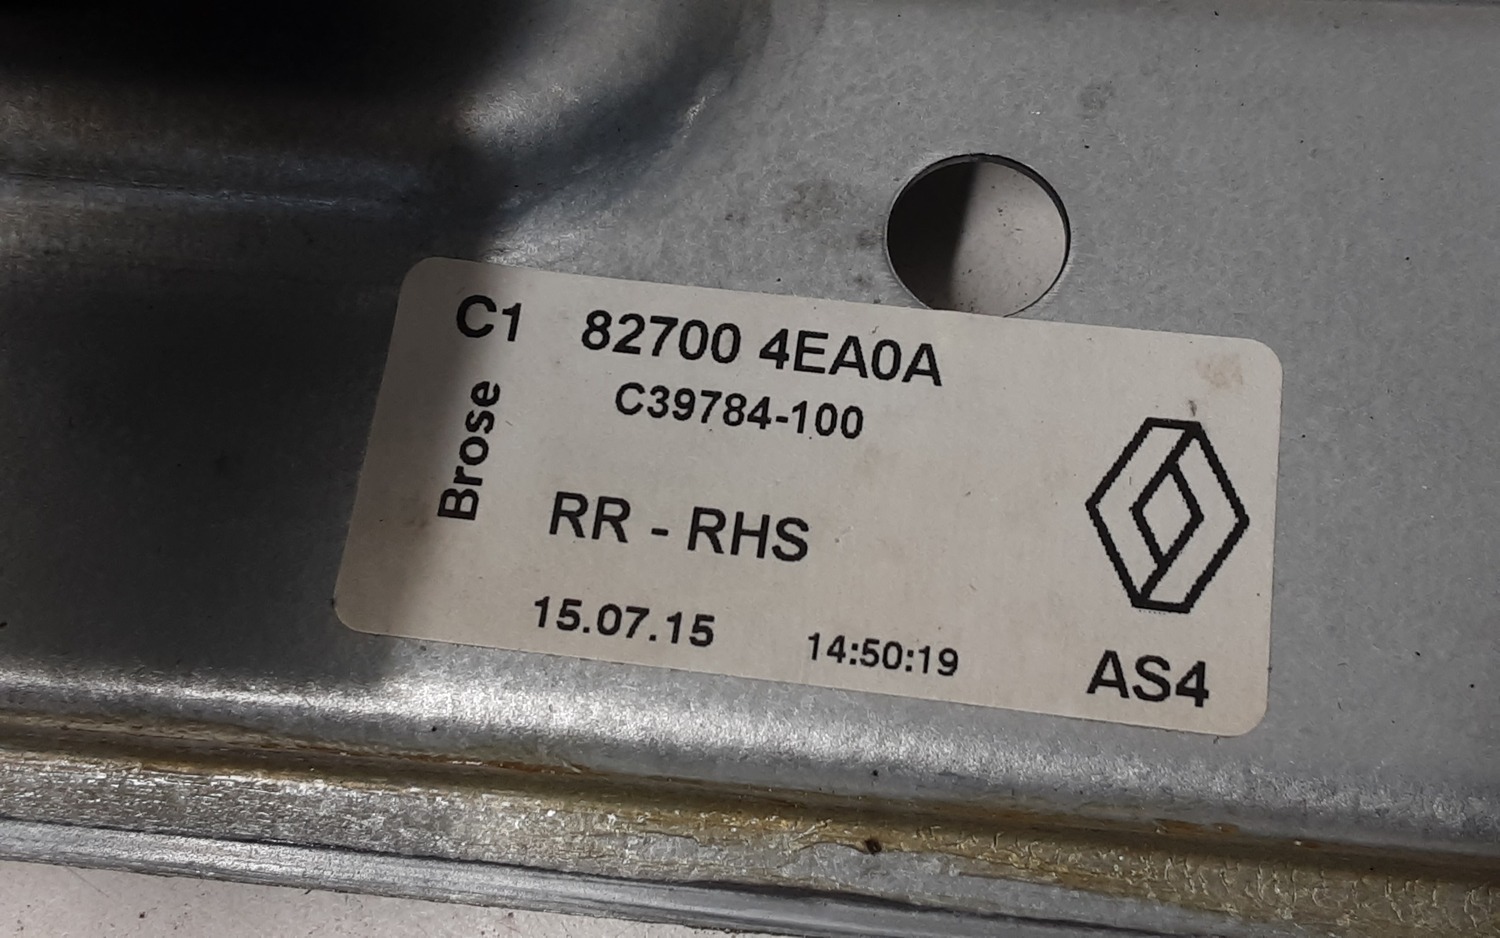 C1 82700 4EA0A
C39784-100
Brose
RR - RHS
15.07.15 14:50:19
AS4